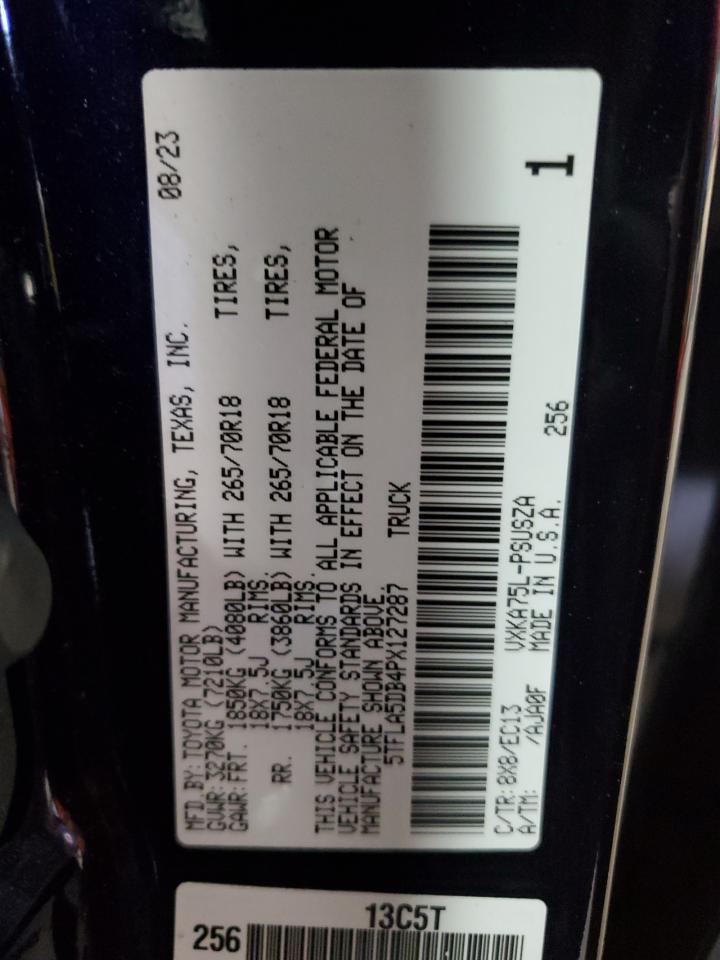 MFD BY: TOYOTA MOTOR MANUFACTURING, TEXAS, INC. 08/23
GVWR: 3270KG (7210LB)
GAWR: FRT. 1850KG (4080LB) WITH 265/70R18 TIRES,
18X7.5J RIMS.
RR. 1750KG (3860LB) WITH 265/70R18 TIRES,
18X7.5J RIMS.
THIS VEHICLE CONFORMS TO ALL APPLICABLE FEDERAL MOTOR
VEHICLE SAFETY STANDARDS IN EFFECT ON THE DATE OF
MANUFACTURE SHOWN ABOVE.
5TFLA5DB4PX127287 TRUCK
C/TR: 8X8/EC13 VXKA75L-PSUSZA
A/TM: /AJA0F MADE IN U.S.A. 256
1
13C5T
256